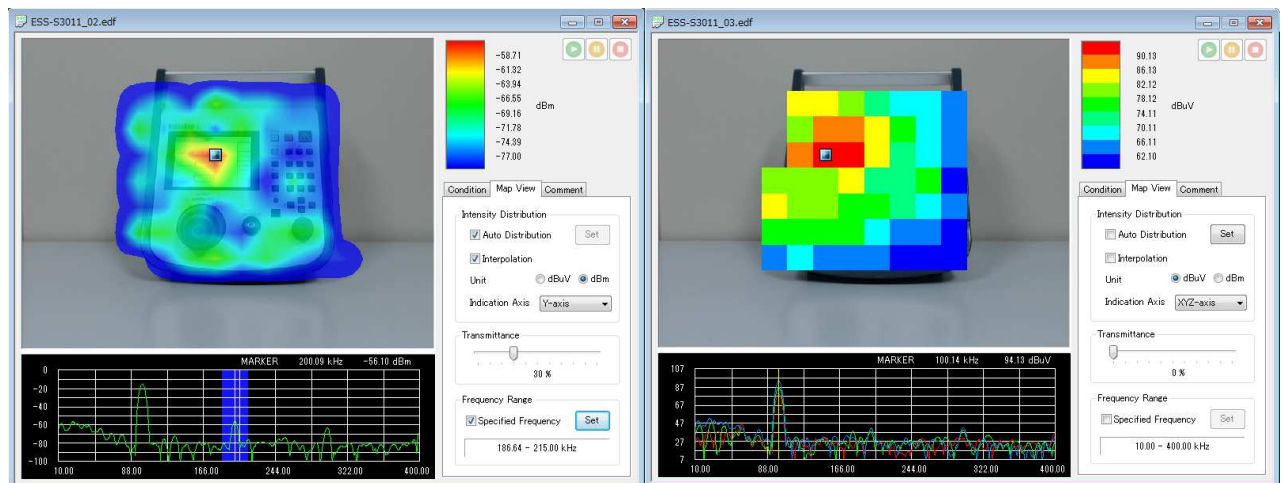 ESS-S3011_02.edf
-58.71
-61.32
-63.94
-66.55
-69.16
-71.78
-74.39
-77.00
dBm
Condition Map View Comment
Intensity Distribution
Auto Distribution Set
Interpolation
Unit dBuV dBm
Indication Axis Y-axis
Transmittance
30 %
Frequency Range
Specified Frequency Set
186.64 - 215.00 kHz
MARKER 200.09 kHz -56.10 dBm
0
-20
-40
-60
-80
-100
10.00 88.00 166.00 244.00 322.00 400.00
ESS-S3011_03.edf
90.13
86.13
82.12
78.12
74.11
70.11
66.11
62.10
dBuV
Condition Map View Comment
Intensity Distribution
Auto Distribution Set
Interpolation
Unit dBuV dBm
Indication Axis XYZ-axis
Transmittance
0 %
Frequency Range
Specified Frequency Set
10.00 - 400.00 kHz
MARKER 100.14 kHz 94.13 dBuV
107
87
67
47
27
7
10.00 88.00 166.00 244.00 322.00 400.00